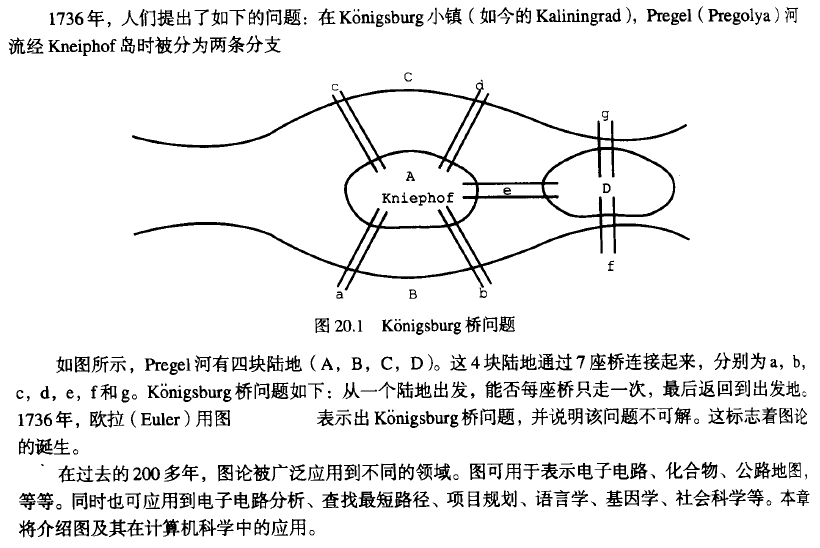 1736年，人们提出了如下的问题：在Königsburg小镇（如今的Kaliningrad），Pregel（Pregolya）河
流经Kneiphof岛时被分为两条分支
c
C
d
g
A
Kniephof
e
D
a
B
b
f
图20.1 Königsburg桥问题
如图所示，Pregel河有四块陆地（A，B，C，D）。这4块陆地通过7座桥连接起来，分别为a，b，
c，d，e，f和g。Königsburg桥问题如下：从一个陆地出发，能否每座桥只走一次，最后返回到出发地。
1736年，欧拉（Euler）用图 表示出Königsburg桥问题，并说明该问题不可解。这标志着图论
的诞生。
在过去的200多年，图论被广泛应用到不同的领域。图可用于表示电子电路、化合物、公路地图，
等等。同时也可应用到电子电路分析、查找最短路径、项目规划、语言学、基因学、社会科学等。本章
将介绍图及其在计算机科学中的应用。